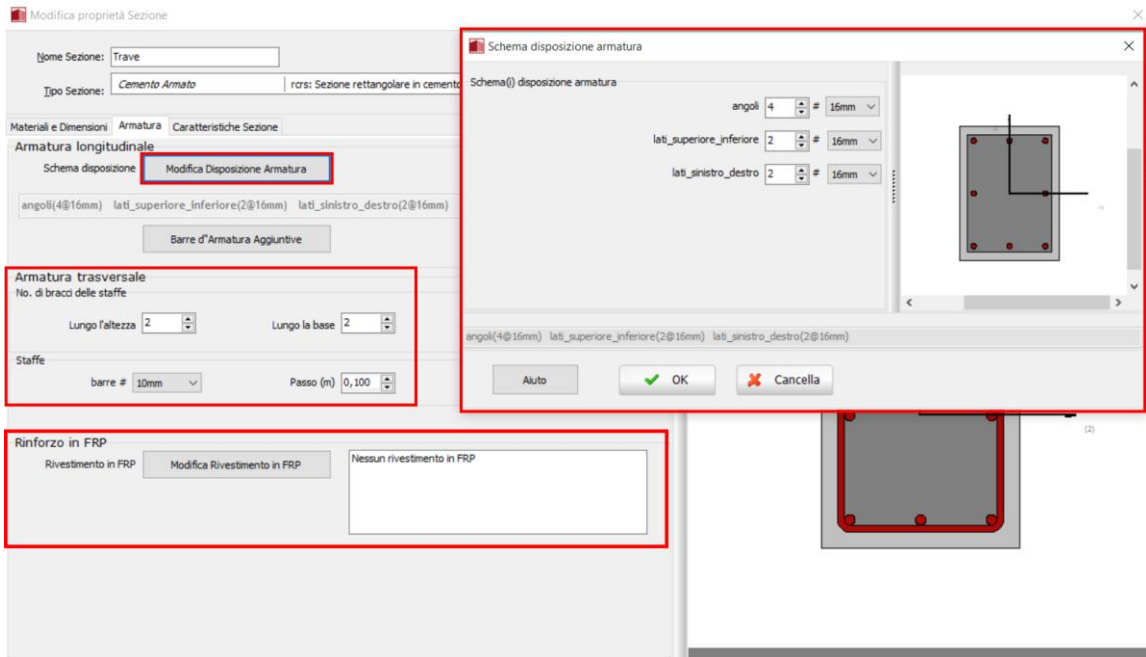 Modifica proprietà Sezione
Nome Sezione: Trave
Tipo Sezione: Cemento Armato rcrs: Sezione rettangolare in cemento
Materiali e Dimensioni Armatura Caratteristiche Sezione
Armatura longitudinale
Schema disposizione Modifica Disposizione Armatura
angoli(4@16mm) lati_superiore_inferiore(2@16mm) lati_sinistro_destro(2@16mm)
Barre d"Armatura Aggiuntive
Armatura trasversale
No. di bracci delle staffe
Lungo l'altezza 2 Lungo la base 2
Staffe
barre # 10mm Passo (m) 0,100
Rinforzo in FRP
Rivestimento in FRP Modifica Rivestimento in FRP Nessun rivestimento in FRP
Schema disposizione armatura
Schema(i) disposizione armatura
angoli 4 # 16mm
lati_superiore_inferiore 2 # 16mm
lati_sinistro_destro 2 # 16mm
angoli(4@16mm) lati_superiore_inferiore(2@16mm) lati_sinistro_destro(2@16mm)
Aiuto OK Cancella
(2)